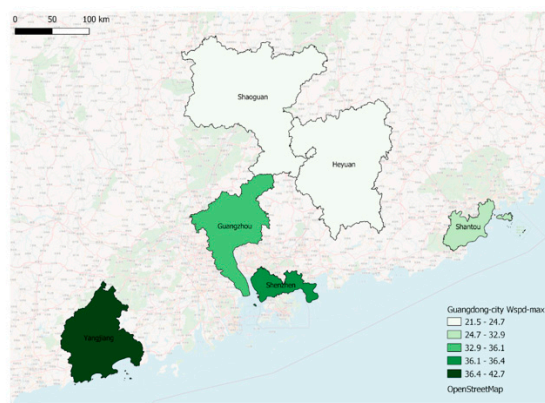 0 50 100 km
Shaoguan
Heyuan
Guangzhou
Shantou
Shenzhen
Yangjiang
Guangdong-city Wspd-max
21.5 - 24.7
24.7 - 32.9
32.9 - 36.1
36.1 - 36.4
36.4 - 42.7
OpenStreetMap